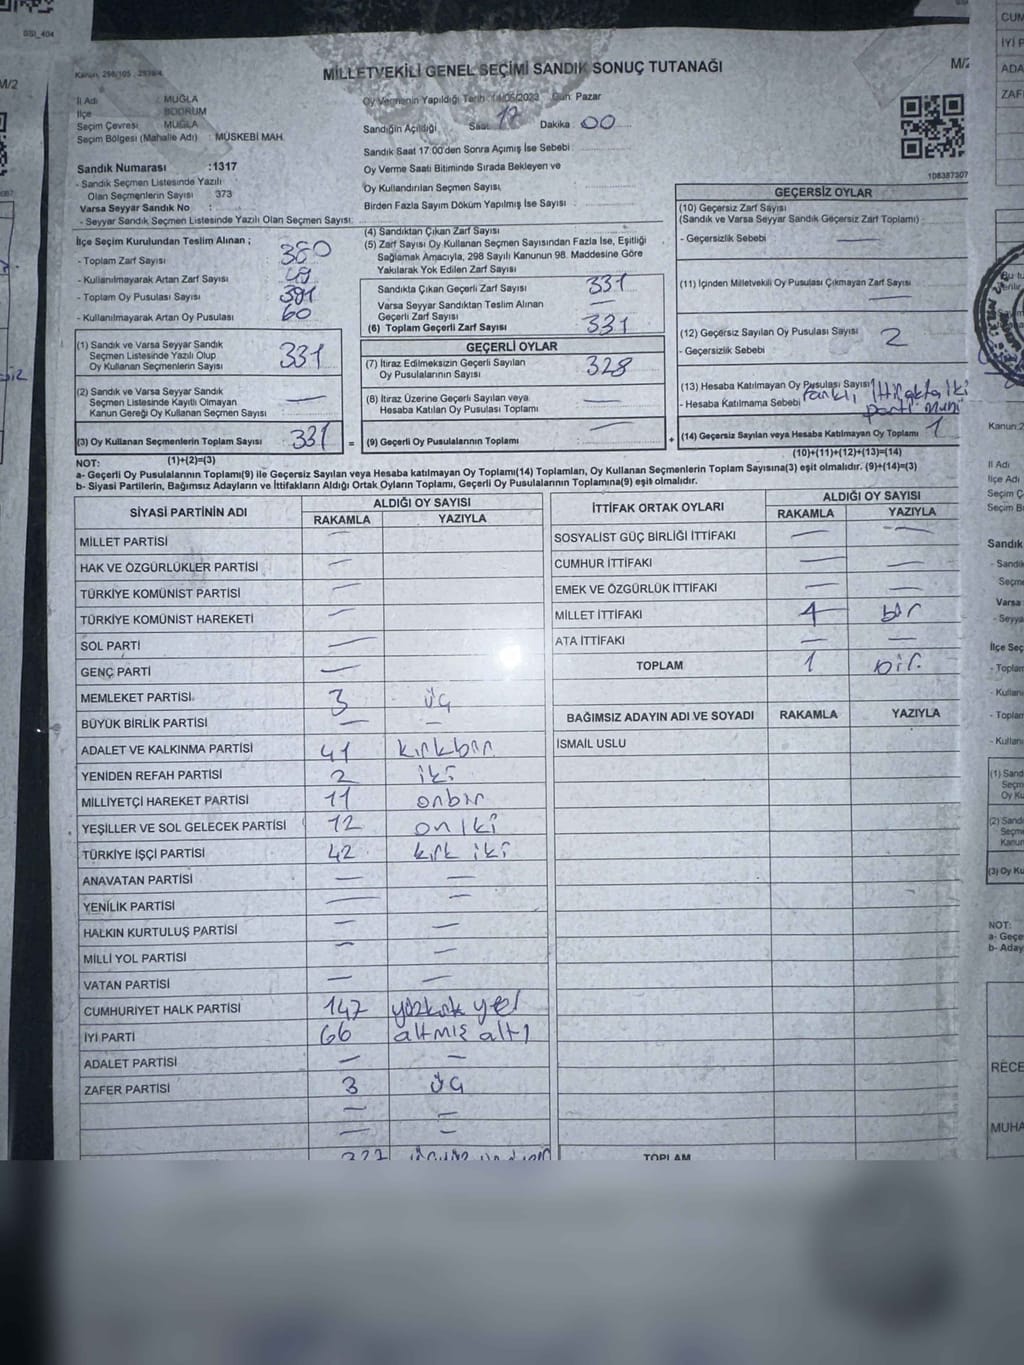 GSI_404
Kanun: 298/105 - 2839/4
MİLLETVEKİLİ GENEL SEÇİMİ SANDIK SONUÇ TUTANAĞI
M/2
İl Adı : MUĞLA
İlçe : BODRUM
Seçim Çevresi : MUĞLA
Seçim Bölgesi (Mahalle Adı) : MÜSKEBİ MAH.
Sandık Numarası :1317
- Sandık Seçmen Listesinde Yazılı
Olan Seçmenlerin Sayısı : 373
Varsa Seyyar Sandık No :
- Seyyar Sandık Seçmen Listesinde Yazılı Olan Seçmen Sayısı:
Oy Vermenin Yapıldığı Tarih : 14/05/2023 Gün: Pazar
Sandığın Açıldığı Saat : 17 Dakika : 00
Sandık Saat 17:00'den Sonra Açımış İse Sebebi :
Oy Verme Saati Bitiminde Sırada Bekleyen ve
Oy Kullandırılan Seçmen Sayısı
Birden Fazla Sayım Döküm Yapılmış İse Sayısı :
108387307
İlçe Seçim Kurulundan Teslim Alınan ;
- Toplam Zarf Sayısı : 380
- Kullanılmayarak Artan Zarf Sayısı : 49
- Toplam Oy Pusulası Sayısı : 391
- Kullanılmayarak Artan Oy Pusulası : 60
(4) Sandıktan Çıkan Zarf Sayısı :
(5) Zarf Sayısı Oy Kullanan Seçmen Sayısından Fazla İse, Eşitliği
Sağlamak Amacıyla, 298 Sayılı Kanunun 98. Maddesine Göre
Yakılarak Yok Edilen Zarf Sayısı
Sandıkta Çıkan Geçerli Zarf Sayısı : 331
Varsa Seyyar Sandıktan Teslim Alınan
Geçerli Zarf Sayısı : —
(6) Toplam Geçerli Zarf Sayısı : 331
GEÇERSİZ OYLAR
(10) Geçersiz Zarf Sayısı
(Sandık ve Varsa Seyyar Sandık Geçersiz Zarf Toplamı) :
- Geçersizlik Sebebi : —
(11) İçinden Milletvekili Oy Pusulası Çıkmayan Zarf Sayısı
—
(12) Geçersiz Sayılan Oy Pusulası Sayısı : 2
- Geçersizlik Sebebi :
(13) Hesaba Katılmayan Oy Pusulası Sayısı:
- Hesaba Katılmama Sebebi : Farklı İttifakta iki
parti
(14) Geçersiz Sayılan veya Hesaba Katılmayan Oy Toplamı : 1
(10)+(11)+(12)+(13)=(14)
(1) Sandık ve Varsa Seyyar Sandık
Seçmen Listesinde Yazılı Olup
Oy Kullanan Seçmenlerin Sayısı : 331
(2) Sandık ve Varsa Seyyar Sandık
Seçmen Listesinde Kayıtlı Olmayan
Kanun Gereği Oy Kullanan Seçmen Sayısı : —
(3) Oy Kullanan Seçmenlerin Toplam Sayısı : 331
(1)+(2)=(3)
GEÇERLİ OYLAR
(7) İtiraz Edilmeksizin Geçerli Sayılan
Oy Pusulalarının Sayısı : 328
(8) İtiraz Üzerine Geçerli Sayılan veya
Hesaba Katılan Oy Pusulası Toplamı : —
= (9) Geçerli Oy Pusulalarının Toplamı : — +
NOT:
a- Geçerli Oy Pusulalarının Toplamı(9) ile Geçersiz Sayılan veya Hesaba katılmayan Oy Toplamı(14) Toplamları, Oy Kullanan Seçmenlerin Toplam Sayısına(3) eşit olmalıdır. (9)+(14)=(3)
b- Siyasi Partilerin, Bağımsız Adayların ve İttifakların Aldığı Ortak Oyların Toplamı, Geçerli Oy Pusulalarının Toplamına(9) eşit olmalıdır.
SİYASİ PARTİNİN ADI ALDIĞI OY SAYISI
RAKAMLA YAZIYLA
MİLLET PARTİSİ —
HAK VE ÖZGÜRLÜKLER PARTİSİ —
TÜRKİYE KOMÜNİST PARTİSİ —
TÜRKİYE KOMÜNİST HAREKETİ —
SOL PARTİ —
GENÇ PARTİ —
MEMLEKET PARTİSİ 3 üç
BÜYÜK BİRLİK PARTİSİ — —
ADALET VE KALKINMA PARTİSİ 41 kırkbir
YENİDEN REFAH PARTİSİ 2 iki
MİLLİYETÇİ HAREKET PARTİSİ 11 onbir
YEŞİLLER VE SOL GELECEK PARTİSİ 12 on iki
TÜRKİYE İŞÇİ PARTİSİ 42 kırk iki
ANAVATAN PARTİSİ — —
YENİLİK PARTİSİ — —
HALKIN KURTULUŞ PARTİSİ — —
MİLLİ YOL PARTİSİ — —
VATAN PARTİSİ — —
CUMHURİYET HALK PARTİSİ 147 yüzkırk yedi
İYİ PARTİ 66 altmış altı
ADALET PARTİSİ — —
ZAFER PARTİSİ 3 üç
— —
— —
327
İTTİFAK ORTAK OYLARI ALDIĞI OY SAYISI
RAKAMLA YAZIYLA
SOSYALİST GÜÇ BİRLİĞİ İTTİFAKI — —
CUMHUR İTTİFAKI — —
EMEK VE ÖZGÜRLÜK İTTİFAKI — —
MİLLET İTTİFAKI 1 bir
ATA İTTİFAKI — —
TOPLAM 1 bir.
BAĞIMSIZ ADAYIN ADI VE SOYADI RAKAMLA YAZIYLA
İSMAİL USLU
TOPLAM